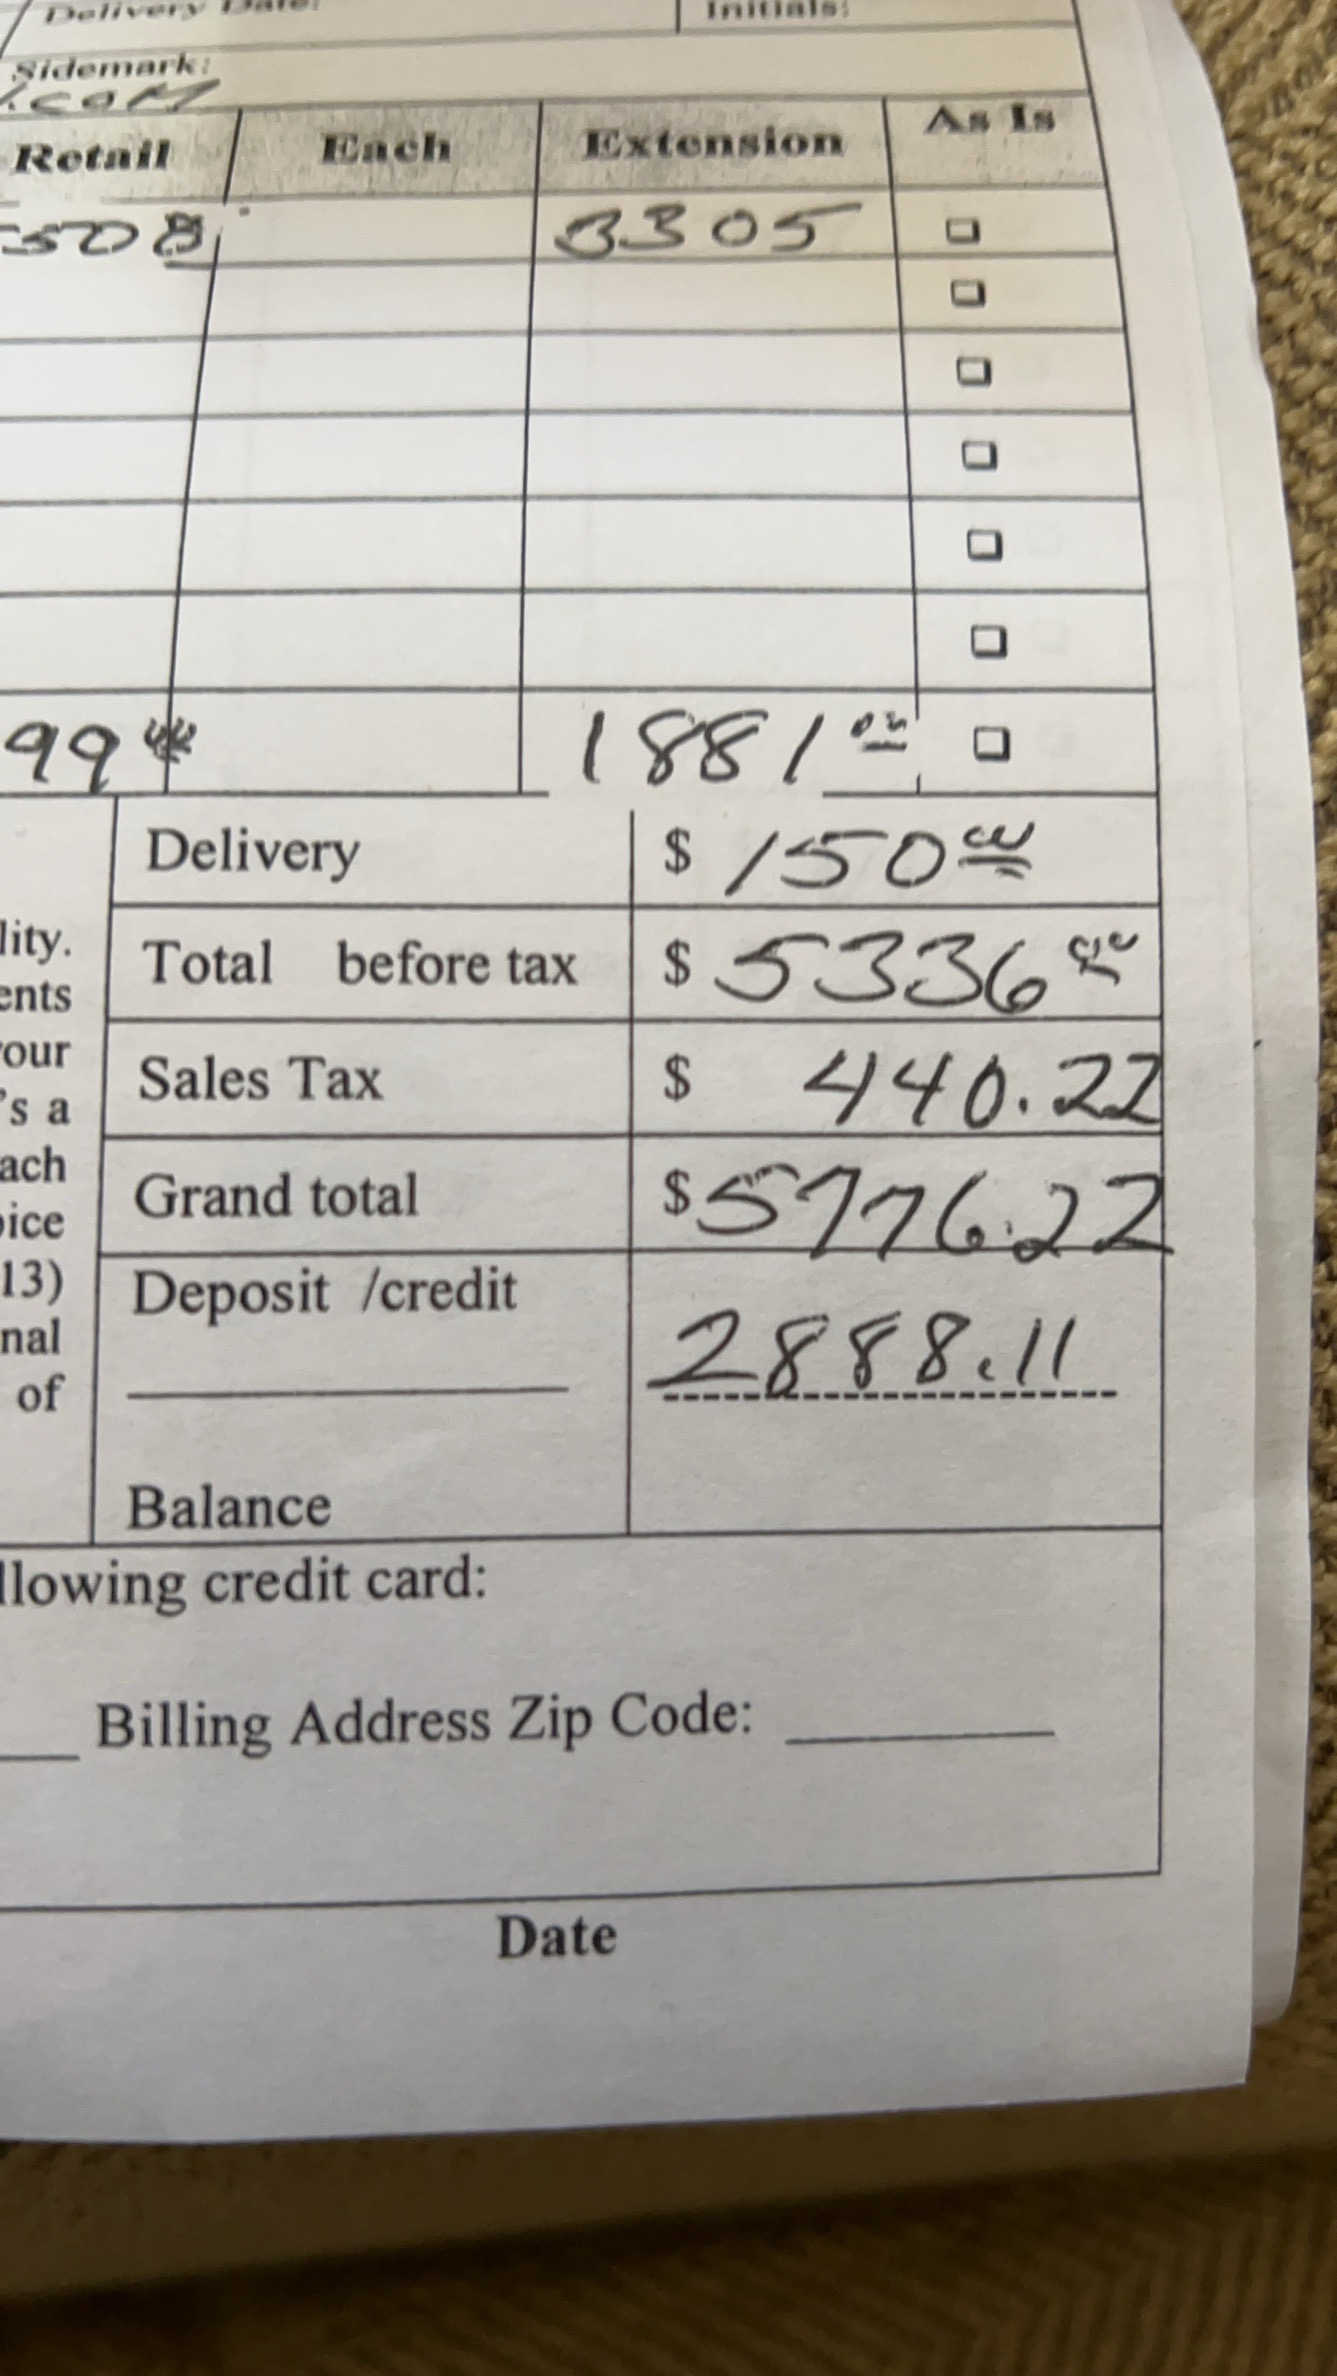 Delivery Date: Initials:
Sidemark:
.coM
Retail Each Extension As Is
508 3305
99 1881
Delivery $ 150
lity.
Total before tax $ 5336
ents
our
Sales Tax $ 440.22
's a
ach
Grand total $ 5776.22
ice
13)
Deposit /credit
nal
2888.11
of
Balance
llowing credit card:
Billing Address Zip Code:
Date